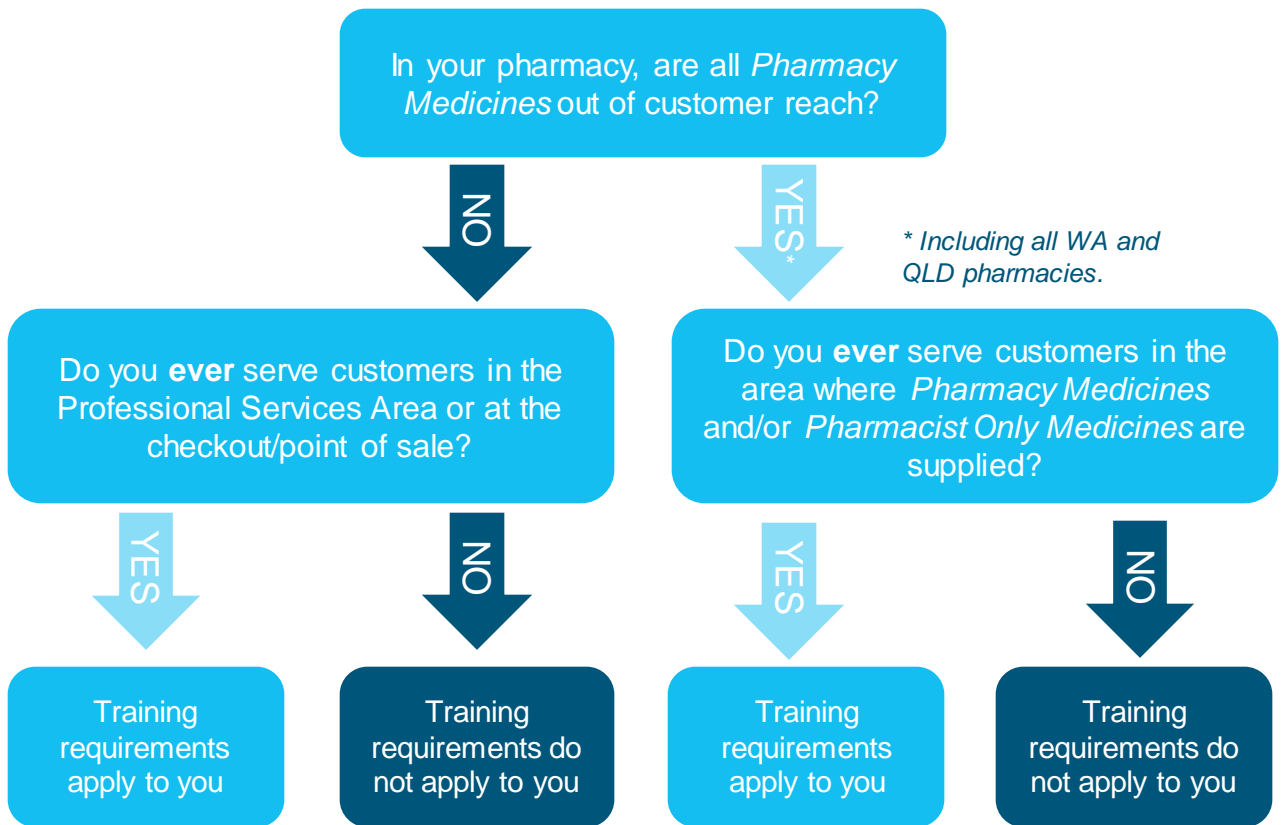 In your pharmacy, are all Pharmacy
Medicines out of customer reach?
NO
YES*
* Including all WA and
QLD pharmacies.
Do you ever serve customers in the
Professional Services Area or at the
checkout/point of sale?
Do you ever serve customers in the
area where Pharmacy Medicines
and/or Pharmacist Only Medicines are
supplied?
YES
NO
YES
NO
Training
requirements
apply to you
Training
requirements do
not apply to you
Training
requirements
apply to you
Training
requirements do
not apply to you